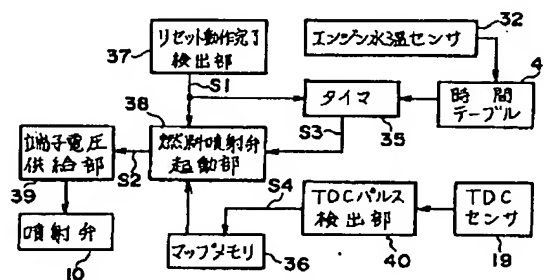 リセット動作完了
検出部
37
S1
エンジン水温センサ
32
時間
テーブル
4
タイマ
35
S3
38
燃料噴射弁
起動部
S2
端子電圧
供給部
39
噴射弁
10
マップメモリ
36
S4
TDCパルス
検出部
40
TDC
センサ
19